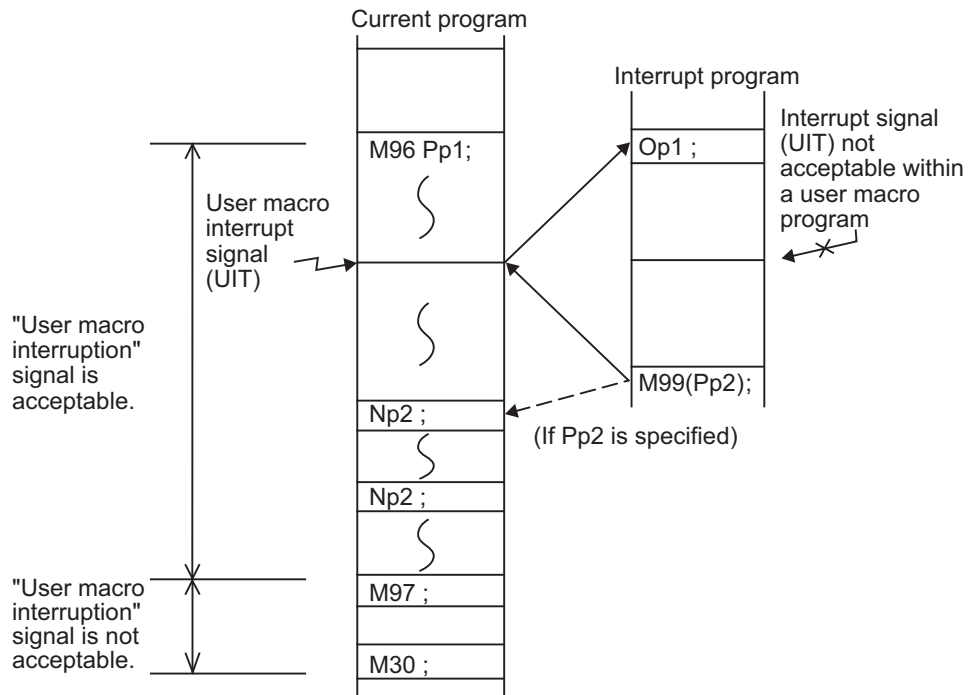 Current program
Interrupt program
M96 Pp1;
Op1 ;
Interrupt signal
(UIT) not
acceptable within
a user macro
program
User macro
interrupt
signal
(UIT)
"User macro
interruption"
signal is
acceptable.
M99(Pp2);
Np2 ;
(If Pp2 is specified)
Np2 ;
"User macro
interruption"
signal is not
acceptable.
M97 ;
M30 ;